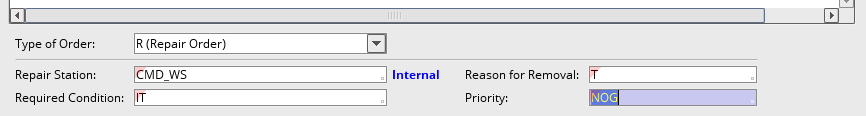 Type of Order: R (Repair Order)
Repair Station: CMD_WS Internal Reason for Removal: T
Required Condition: IT Priority: NOG